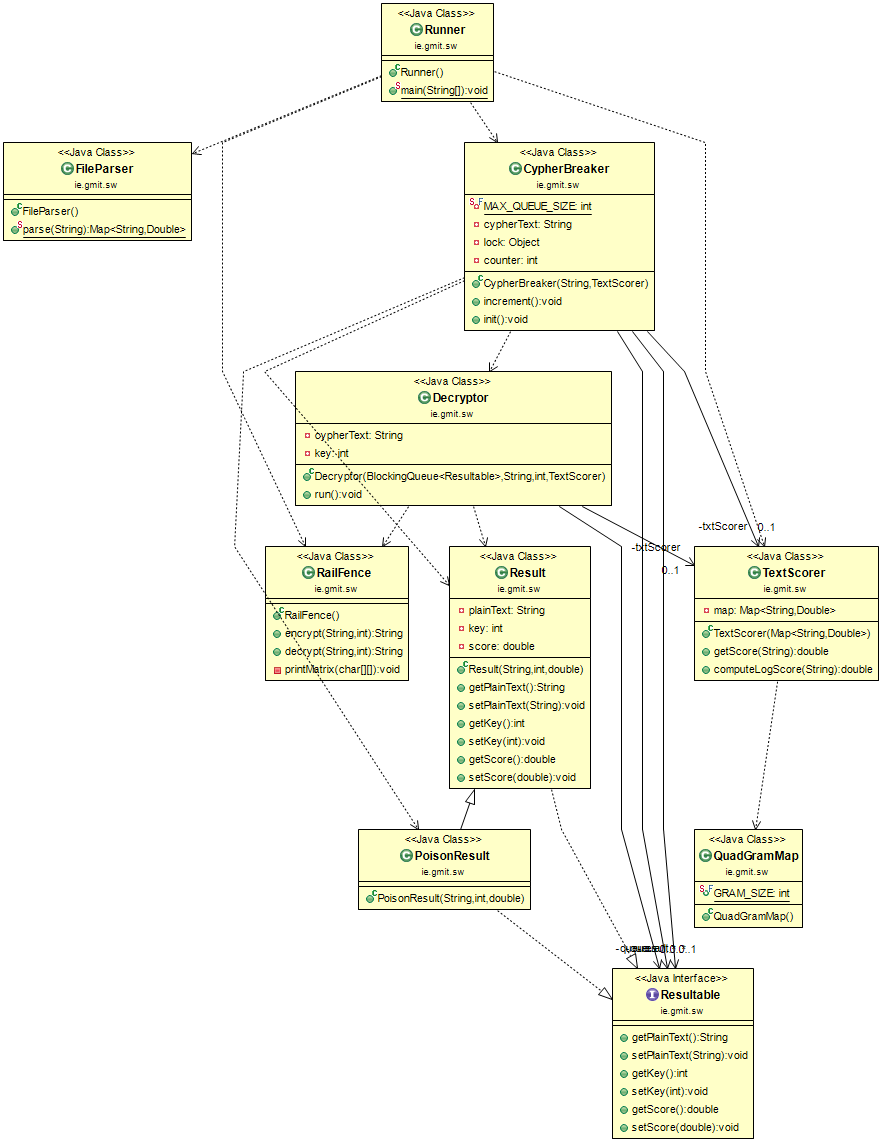 <<Java Class>>
Runner
ie.gmit.sw
Runner()
main(String[]):void
<<Java Class>>
FileParser
ie.gmit.sw
FileParser()
parse(String):Map<String,Double>
<<Java Class>>
CypherBreaker
ie.gmit.sw
MAX_QUEUE_SIZE: int
cypherText: String
lock: Object
counter: int
CypherBreaker(String,TextScorer)
increment():void
init():void
<<Java Class>>
Decryptor
ie.gmit.sw
cypherText: String
key: int
Decryptor(BlockingQueue<Resultable>,String,int,TextScorer)
run():void
-txtScorer
0..1
-txtScorer
0..1
<<Java Class>>
RailFence
ie.gmit.sw
RailFence()
encrypt(String,int):String
decrypt(String,int):String
printMatrix(char[][]):void
<<Java Class>>
Result
ie.gmit.sw
plainText: String
key: int
score: double
Result(String,int,double)
getPlainText():String
setPlainText(String):void
getKey():int
setKey(int):void
getScore():double
setScore(double):void
<<Java Class>>
TextScorer
ie.gmit.sw
map: Map<String,Double>
TextScorer(Map<String,Double>)
getScore(String):double
computeLogScore(String):double
<<Java Class>>
PoisonResult
ie.gmit.sw
PoisonResult(String,int,double)
<<Java Class>>
QuadGramMap
ie.gmit.sw
GRAM_SIZE: int
QuadGramMap()
0..1
<<Java Interface>>
Resultable
ie.gmit.sw
getPlainText():String
setPlainText(String):void
getKey():int
setKey(int):void
getScore():double
setScore(double):void